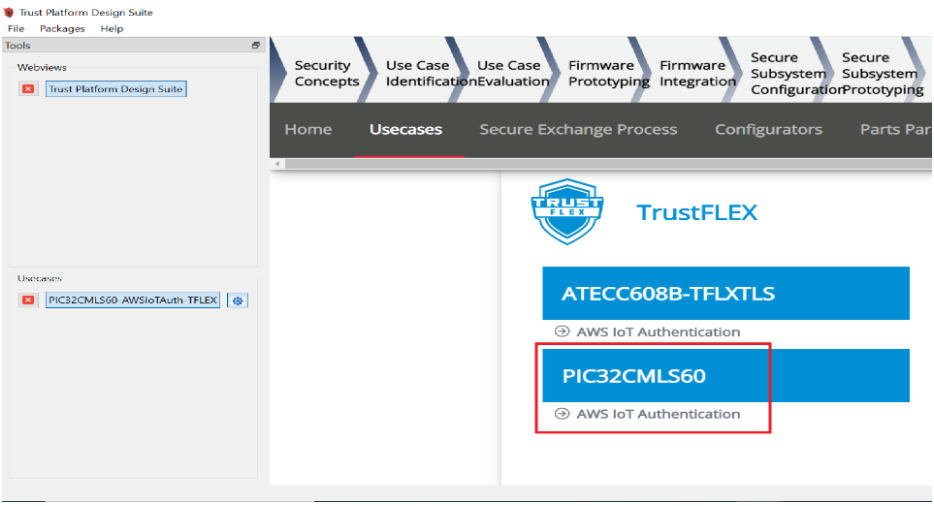 Trust Platform Design Suite
File Packages Help
Tools
Webviews
Trust Platform Design Suite
Usecases
PIC32CMLS60-AWSIoTAuth-TFLEX
Security Concepts
Use Case Identification
Use Case Evaluation
Firmware Prototyping
Firmware Integration
Secure Subsystem Configuration
Secure Subsystem Prototyping
Home Usecases Secure Exchange Process Configurators Parts Par
TRUST
FLEX
TrustFLEX
ATECC608B-TFLXTLS
AWS IoT Authentication
PIC32CMLS60
AWS IoT Authentication